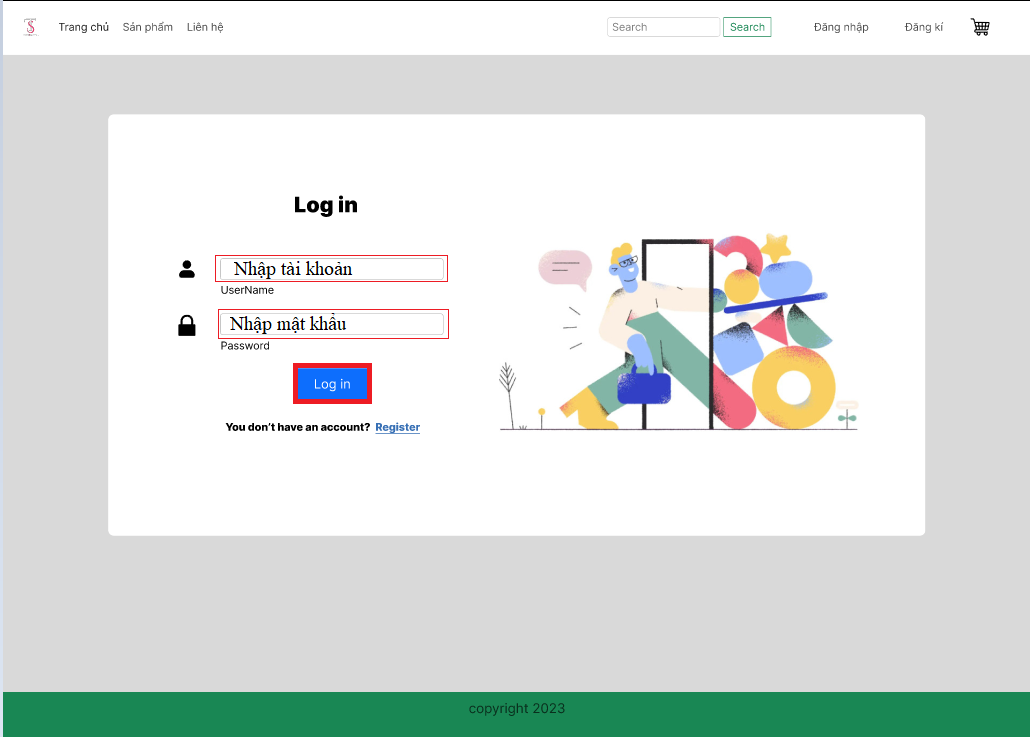 Trang chủ Sản phẩm Liên hệ Search Search Đăng nhập Đăng kí
Log in
Nhập tài khoản
UserName
Nhập mật khẩu
Password
Log in
You don't have an account? Register
copyright 2023